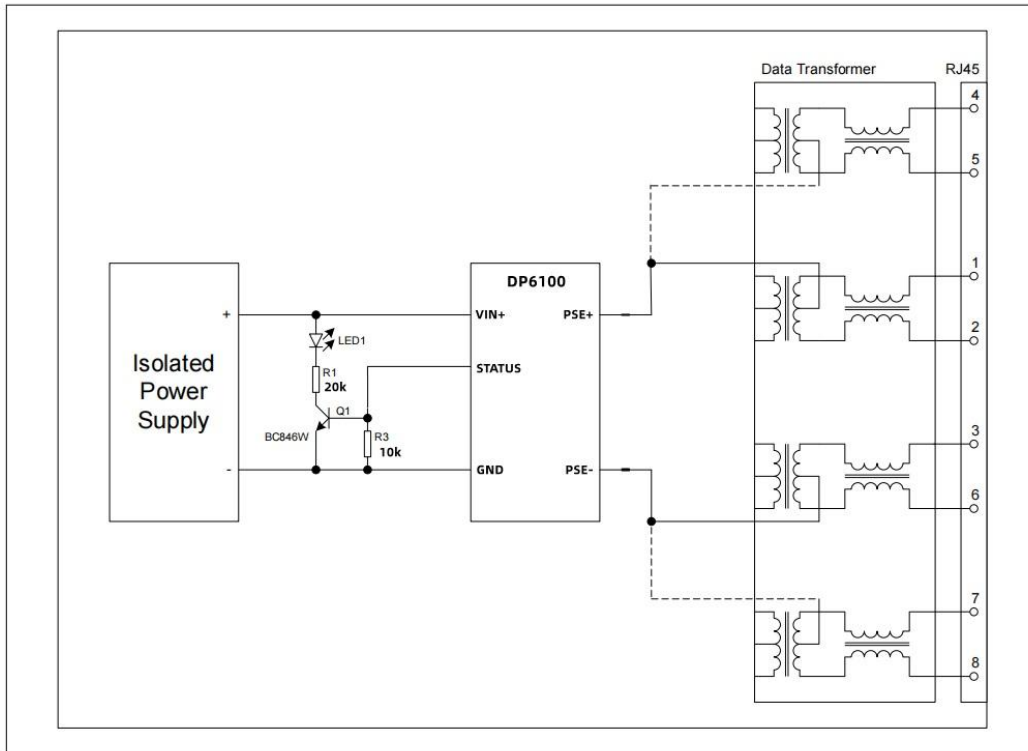 Data Transformer
RJ45
4
5
1
DP6100
+
VIN+
PSE+
2
LED1
Isolated
Power
Supply
STATUS
R1
20k
Q1
BC846W
R3
10k
3
-
GND
PSE-
6
7
8